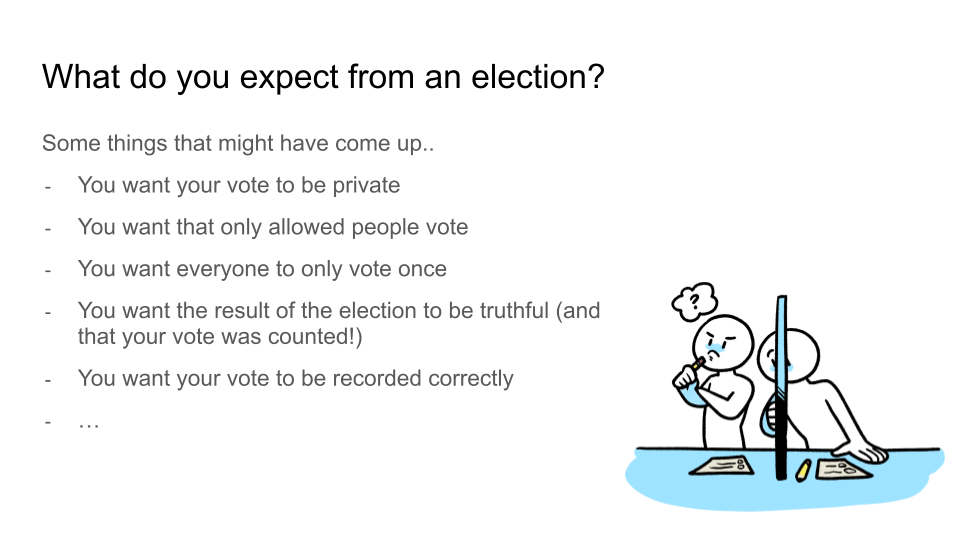 What do you expect from an election?
Some things that might have come up..
- You want your vote to be private
- You want that only allowed people vote
- You want everyone to only vote once
- You want the result of the election to be truthful (and
that your vote was counted!)
- You want your vote to be recorded correctly
- …
?